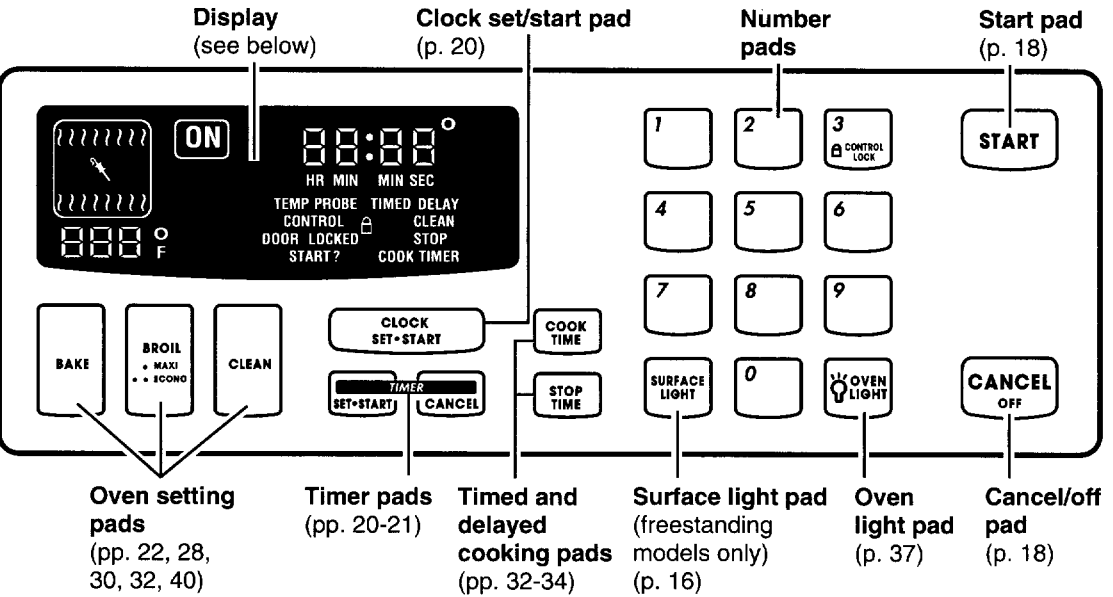 Display
(see below)
Clock set/start pad
(p. 20)
Number
pads
Start pad
(p. 18)
ON
88:88°
HR MIN MIN SEC
TEMP PROBE TIMED DELAY
CONTROL CLEAN
DOOR LOCKED STOP
START? COOK TIMER
888 °
F
1
2
3
CONTROL
LOCK
START
4
5
6
7
8
9
BAKE
BROIL
• MAXI
•• ECONO
CLEAN
CLOCK
SET•START
COOK
TIME
TIMER
SET•START
CANCEL
STOP
TIME
SURFACE
LIGHT
0
OVEN
LIGHT
CANCEL
OFF
Oven setting
pads
(pp. 22, 28,
30, 32, 40)
Timer pads
(pp. 20-21)
Timed and
delayed
cooking pads
(pp. 32-34)
Surface light pad
(freestanding
models only)
(p. 16)
Oven
light pad
(p. 37)
Cancel/off
pad
(p. 18)